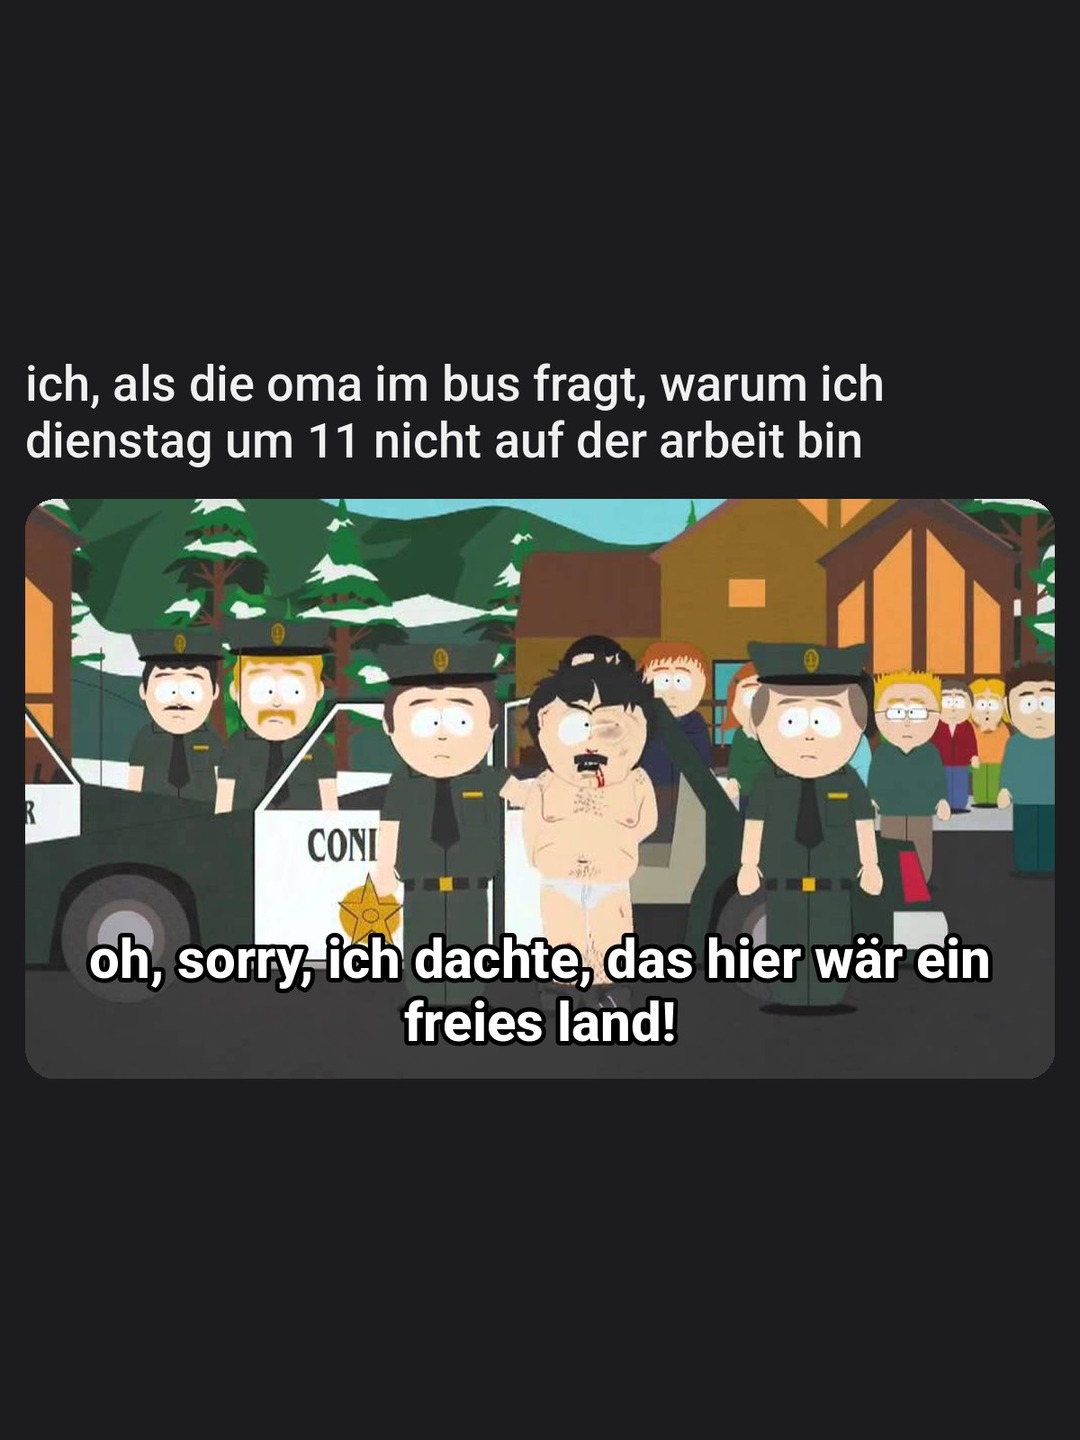 ich, als die oma im bus fragt, warum ich
dienstag um 11 nicht auf der arbeit bin
R
CONI
oh, sorry, ich dachte, das hier wär ein
freies land!